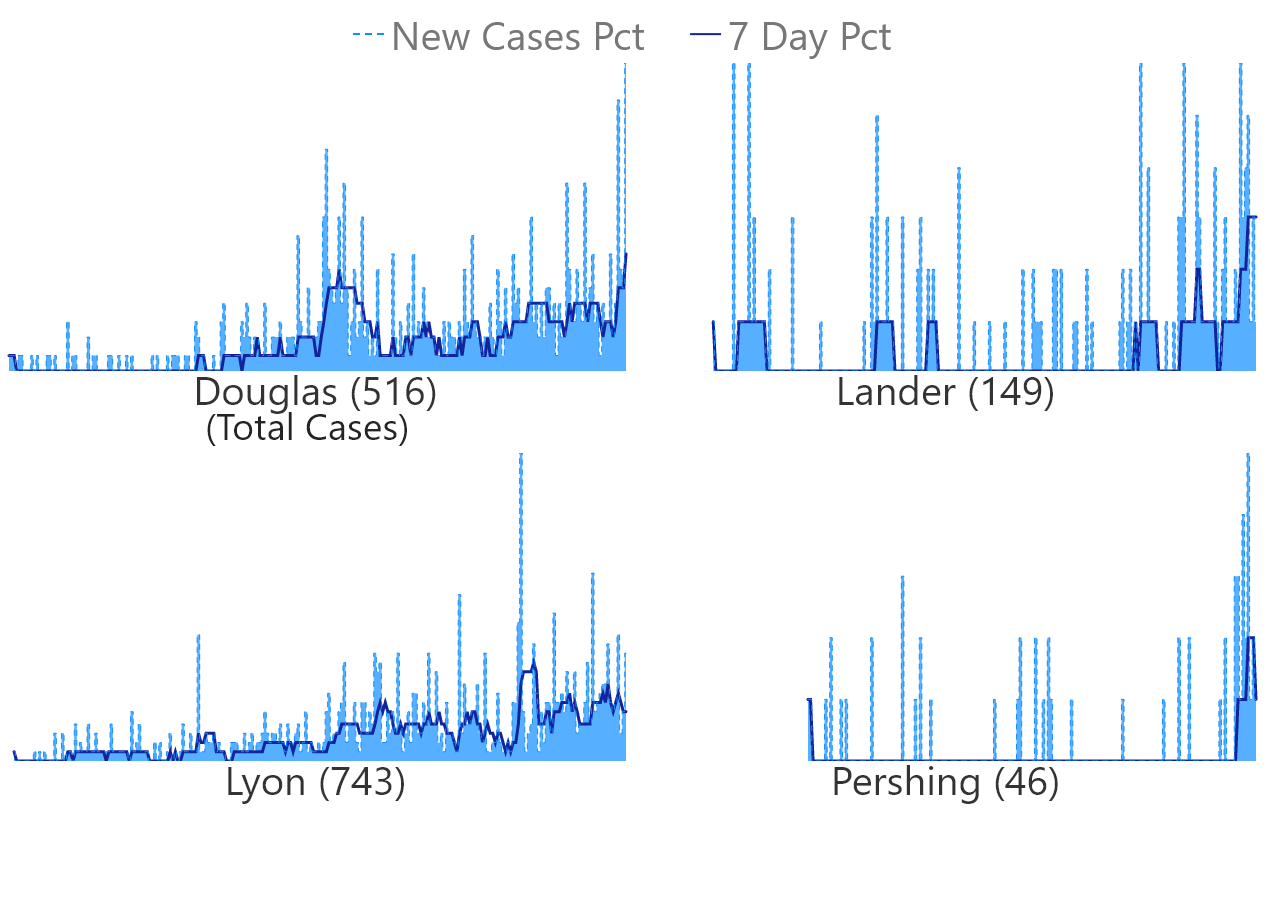 New Cases Pct 7 Day Pct
Douglas (516)
(Total Cases)
Lander (149)
Lyon (743)
Pershing (46)